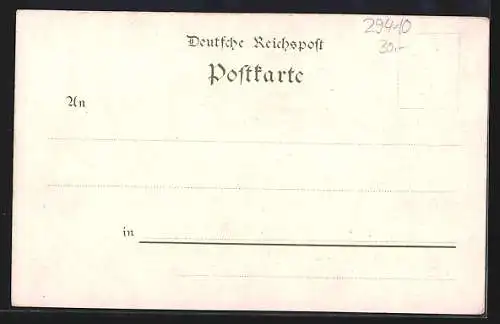 29410
30.-
Deutſche Reichspoſt
Poſtkarte
An
in